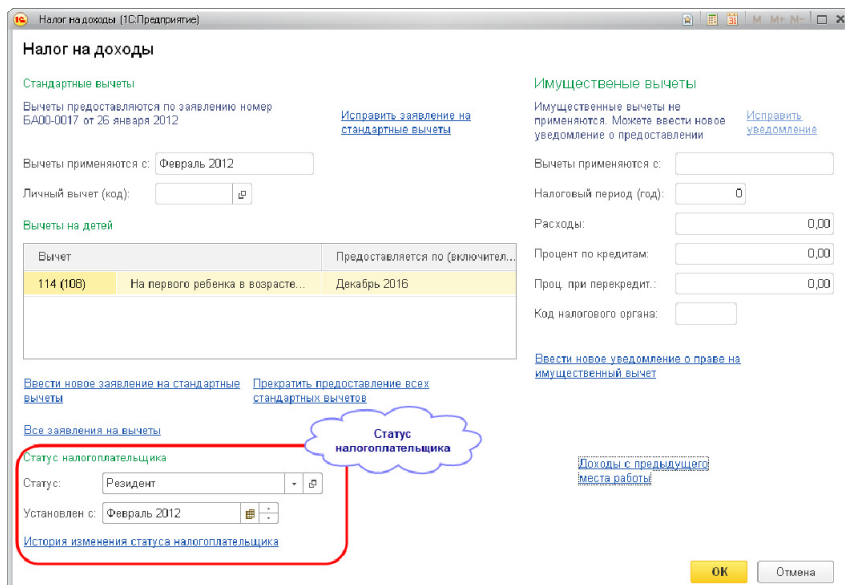 Налог на доходы (1С:Предприятие)
M M+ M-
Налог на доходы
Стандартные вычеты
Вычеты предоставляются по заявлению номер
БА00-0017 от 26 января 2012
Исправить заявление на
стандартные вычеты
Вычеты применяются с: Февраль 2012
Личный вычет (код):
Вычеты на детей
Вычет Предоставляется по (включител...
114 (108) На первого ребенка в возрасте... Декабрь 2016
Ввести новое заявление на стандартные
вычеты
Прекратить предоставление всех
стандартных вычетов
Все заявления на вычеты
Статус
налогоплательщика
Статус налогоплательщика
Статус: Резидент
Установлен с: Февраль 2012
История изменения статуса налогоплательщика
Имущественые вычеты
Имущественные вычеты не
применяются. Можете ввести новое
уведомление о предоставлении
Исправить
уведомление
Вычеты применяются с:
Налоговый период (год): 0
Расходы: 0,00
Процент по кредитам: 0,00
Проц. при перекредит.: 0,00
Код налогового органа:
Ввести новое уведомление о праве на
имущественный вычет
Доходы с предыдущего
места работы
ОК Отмена